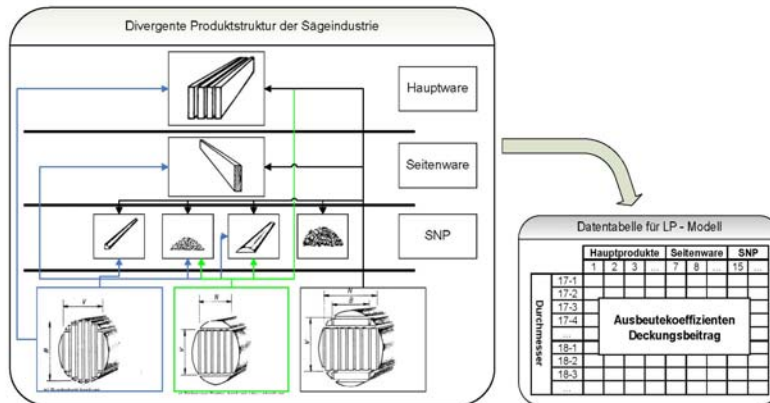 Divergente Produktstruktur der Sägeindustrie
Hauptware
Seitenware
SNP
Datentabelle für LP - Modell
Hauptprodukte Seitenware SNP
1 2 3 ... 7 8 ... 15 ...
Durchmesser
17-1
17-2
17-3
17-4
...
18-1
18-2
18-3
...
Ausbeutekoeffizienten
Deckungsbeitrag